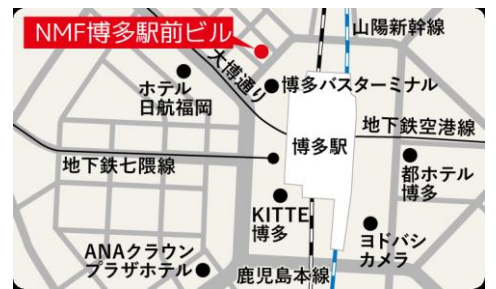 NMF博多駅前ビル
山陽新幹線
大博通り
ホテル
日航福岡
博多バスターミナル
地下鉄空港線
博多駅
地下鉄七隈線
都ホテル
博多
KITTE
博多
ヨドバシ
カメラ
ANAクラウン
プラザホテル
鹿児島本線